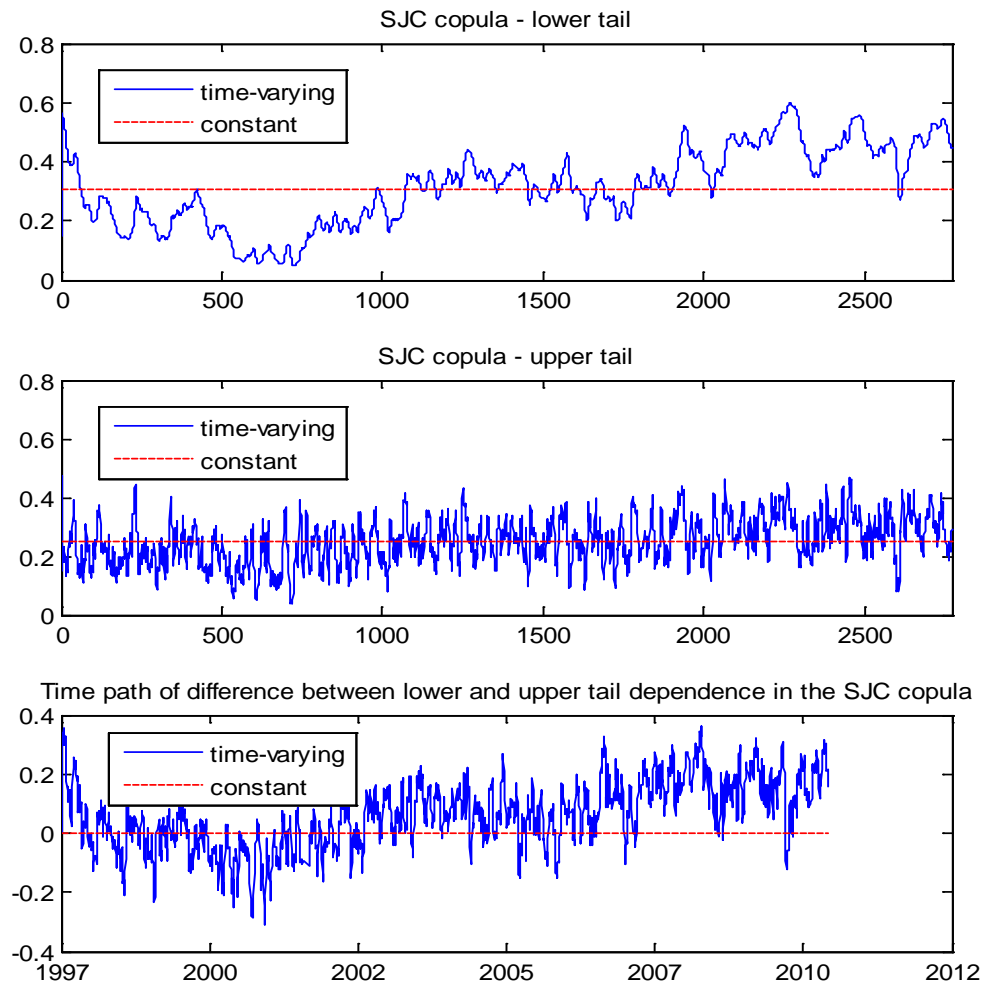 SJC copula - lower tail
0.8
0.6
0.4
0.2
0
time-varying
constant
0 500 1000 1500 2000 2500
SJC copula - upper tail
0.8
0.6
0.4
0.2
0
time-varying
constant
0 500 1000 1500 2000 2500
Time path of difference between lower and upper tail dependence in the SJC copula
0.4
0.2
0
-0.2
-0.4
time-varying
constant
1997 2000 2002 2005 2007 2010 2012